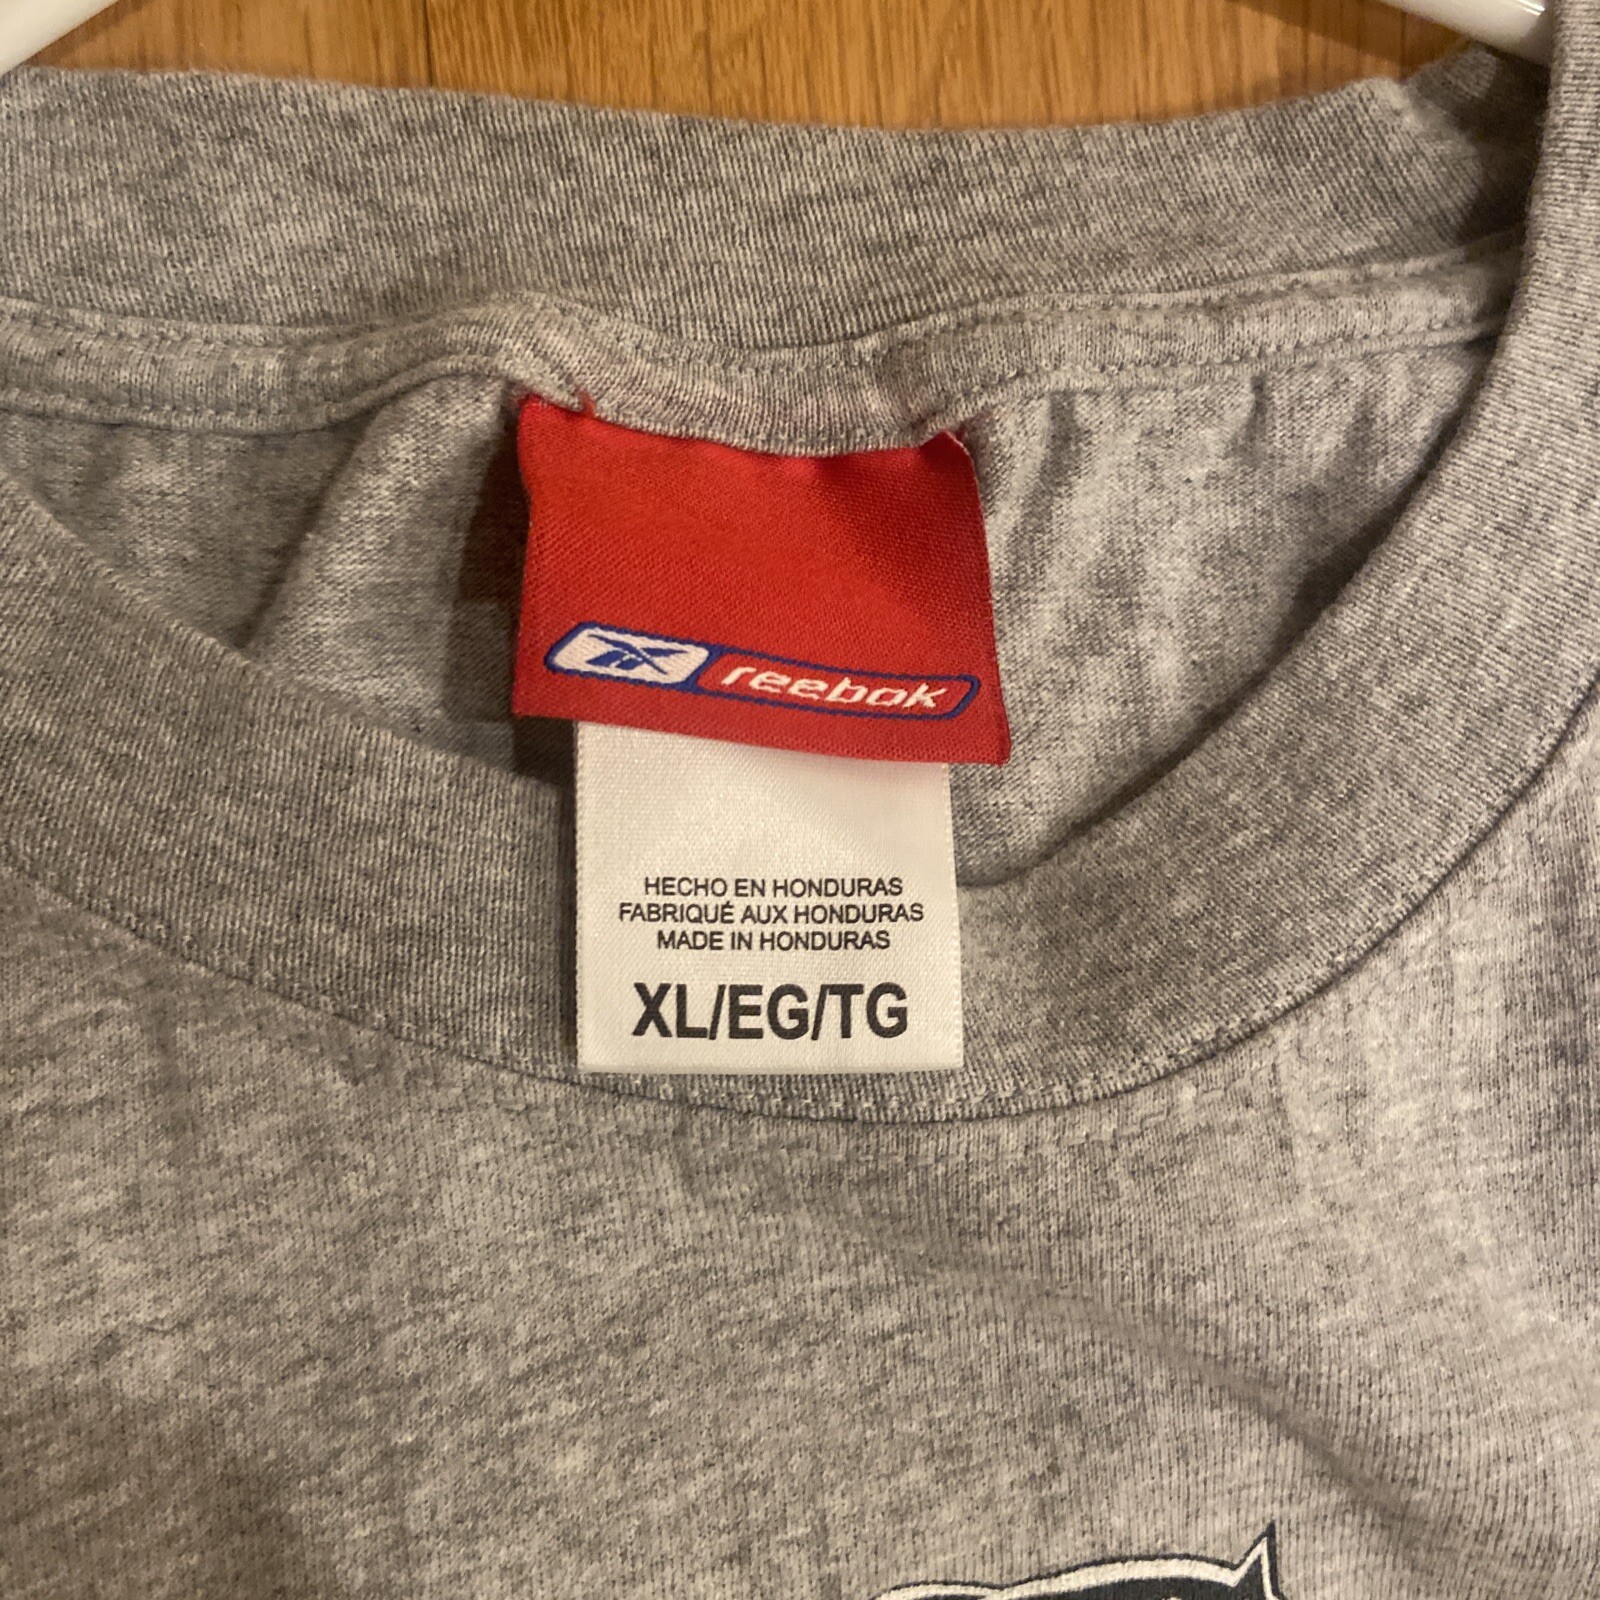 reebok
HECHO EN HONDURAS
FABRIQUÉ AUX HONDURAS
MADE IN HONDURAS
XL/EG/TG